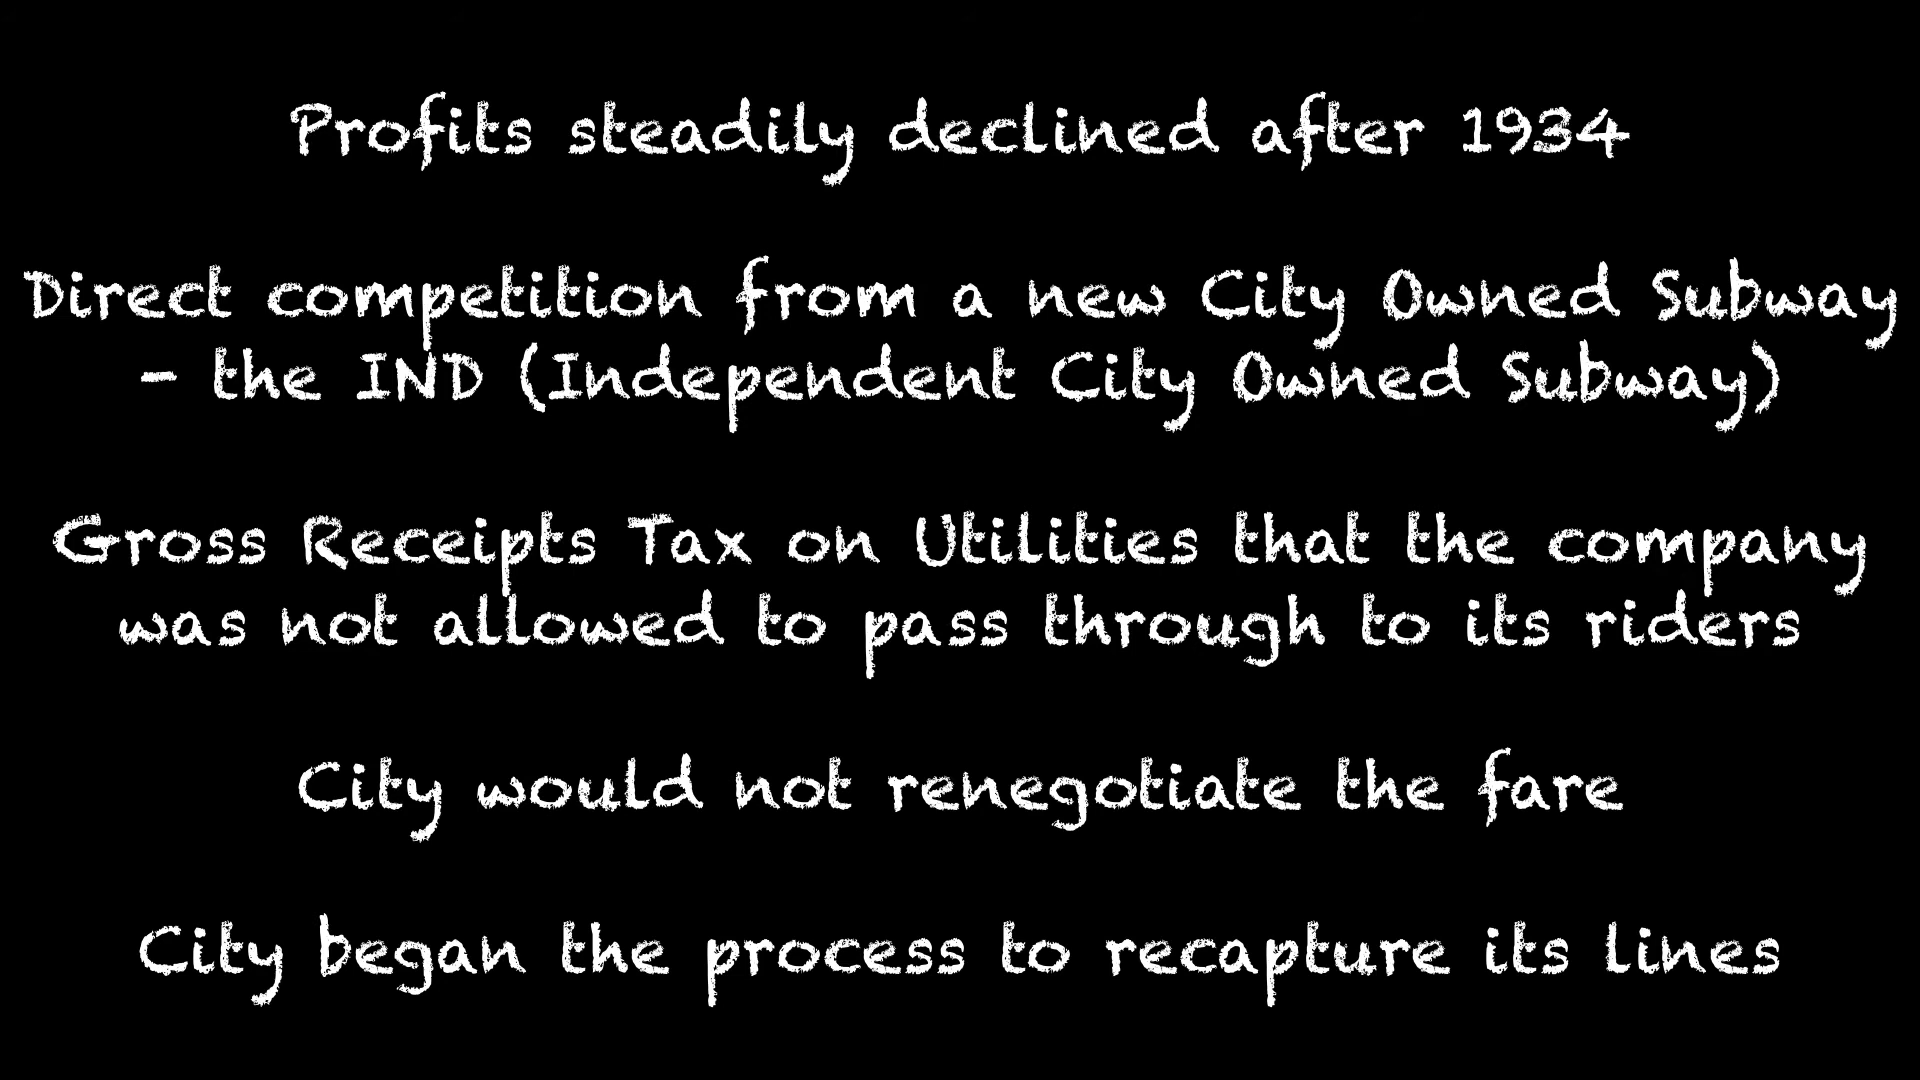 Profits steadily declined after 1934
Direct competition from a new City Owned Subway
- the IND (Independent City Owned Subway)
Gross Receipts Tax on Utilities that the company
was not allowed to pass through to its riders
City would not renegotiate the fare
City began the process to recapture its lines